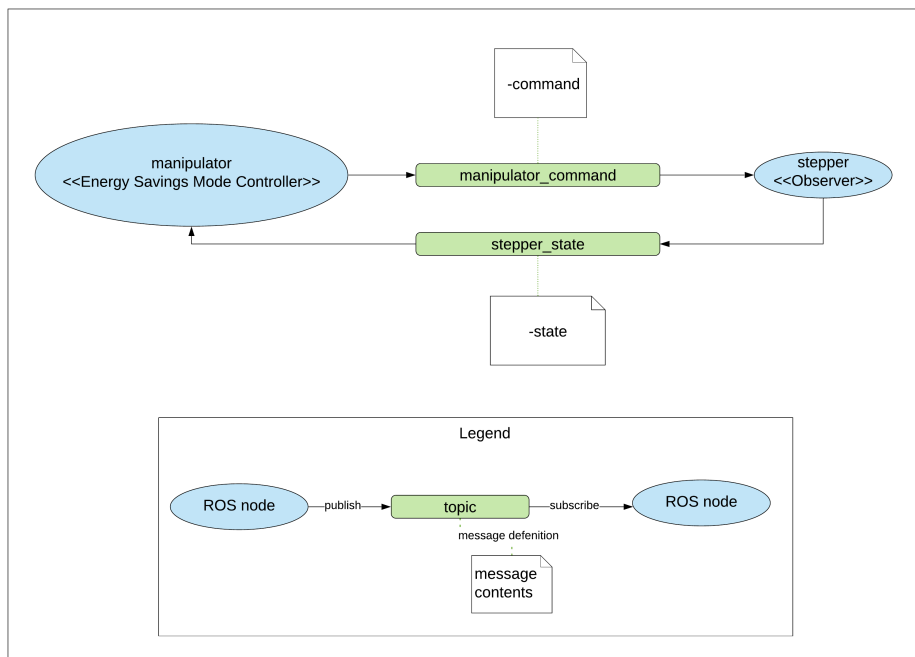 -command
manipulator
<<Energy Savings Mode Controller>>
manipulator_command
stepper
<<Observer>>
stepper_state
-state
Legend
ROS node
publish
topic
subscribe
ROS node
message defenition
message
contents